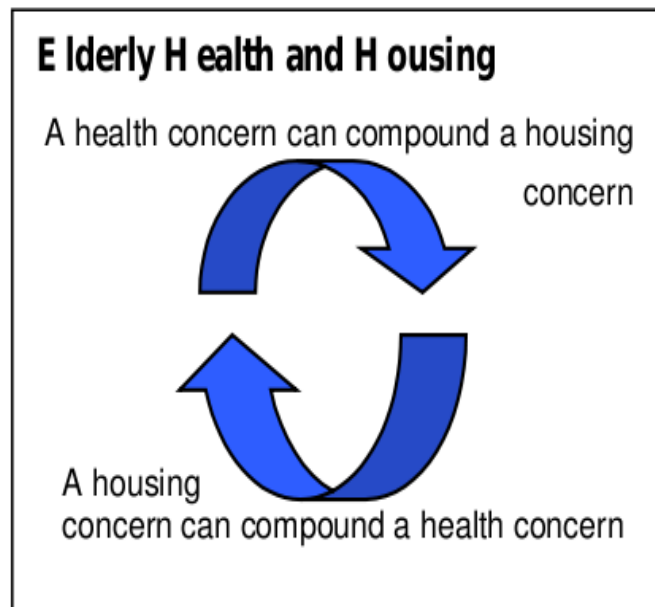 Elderly Health and Housing
A health concern can compound a housing
concern
A housing
concern can compound a health concern